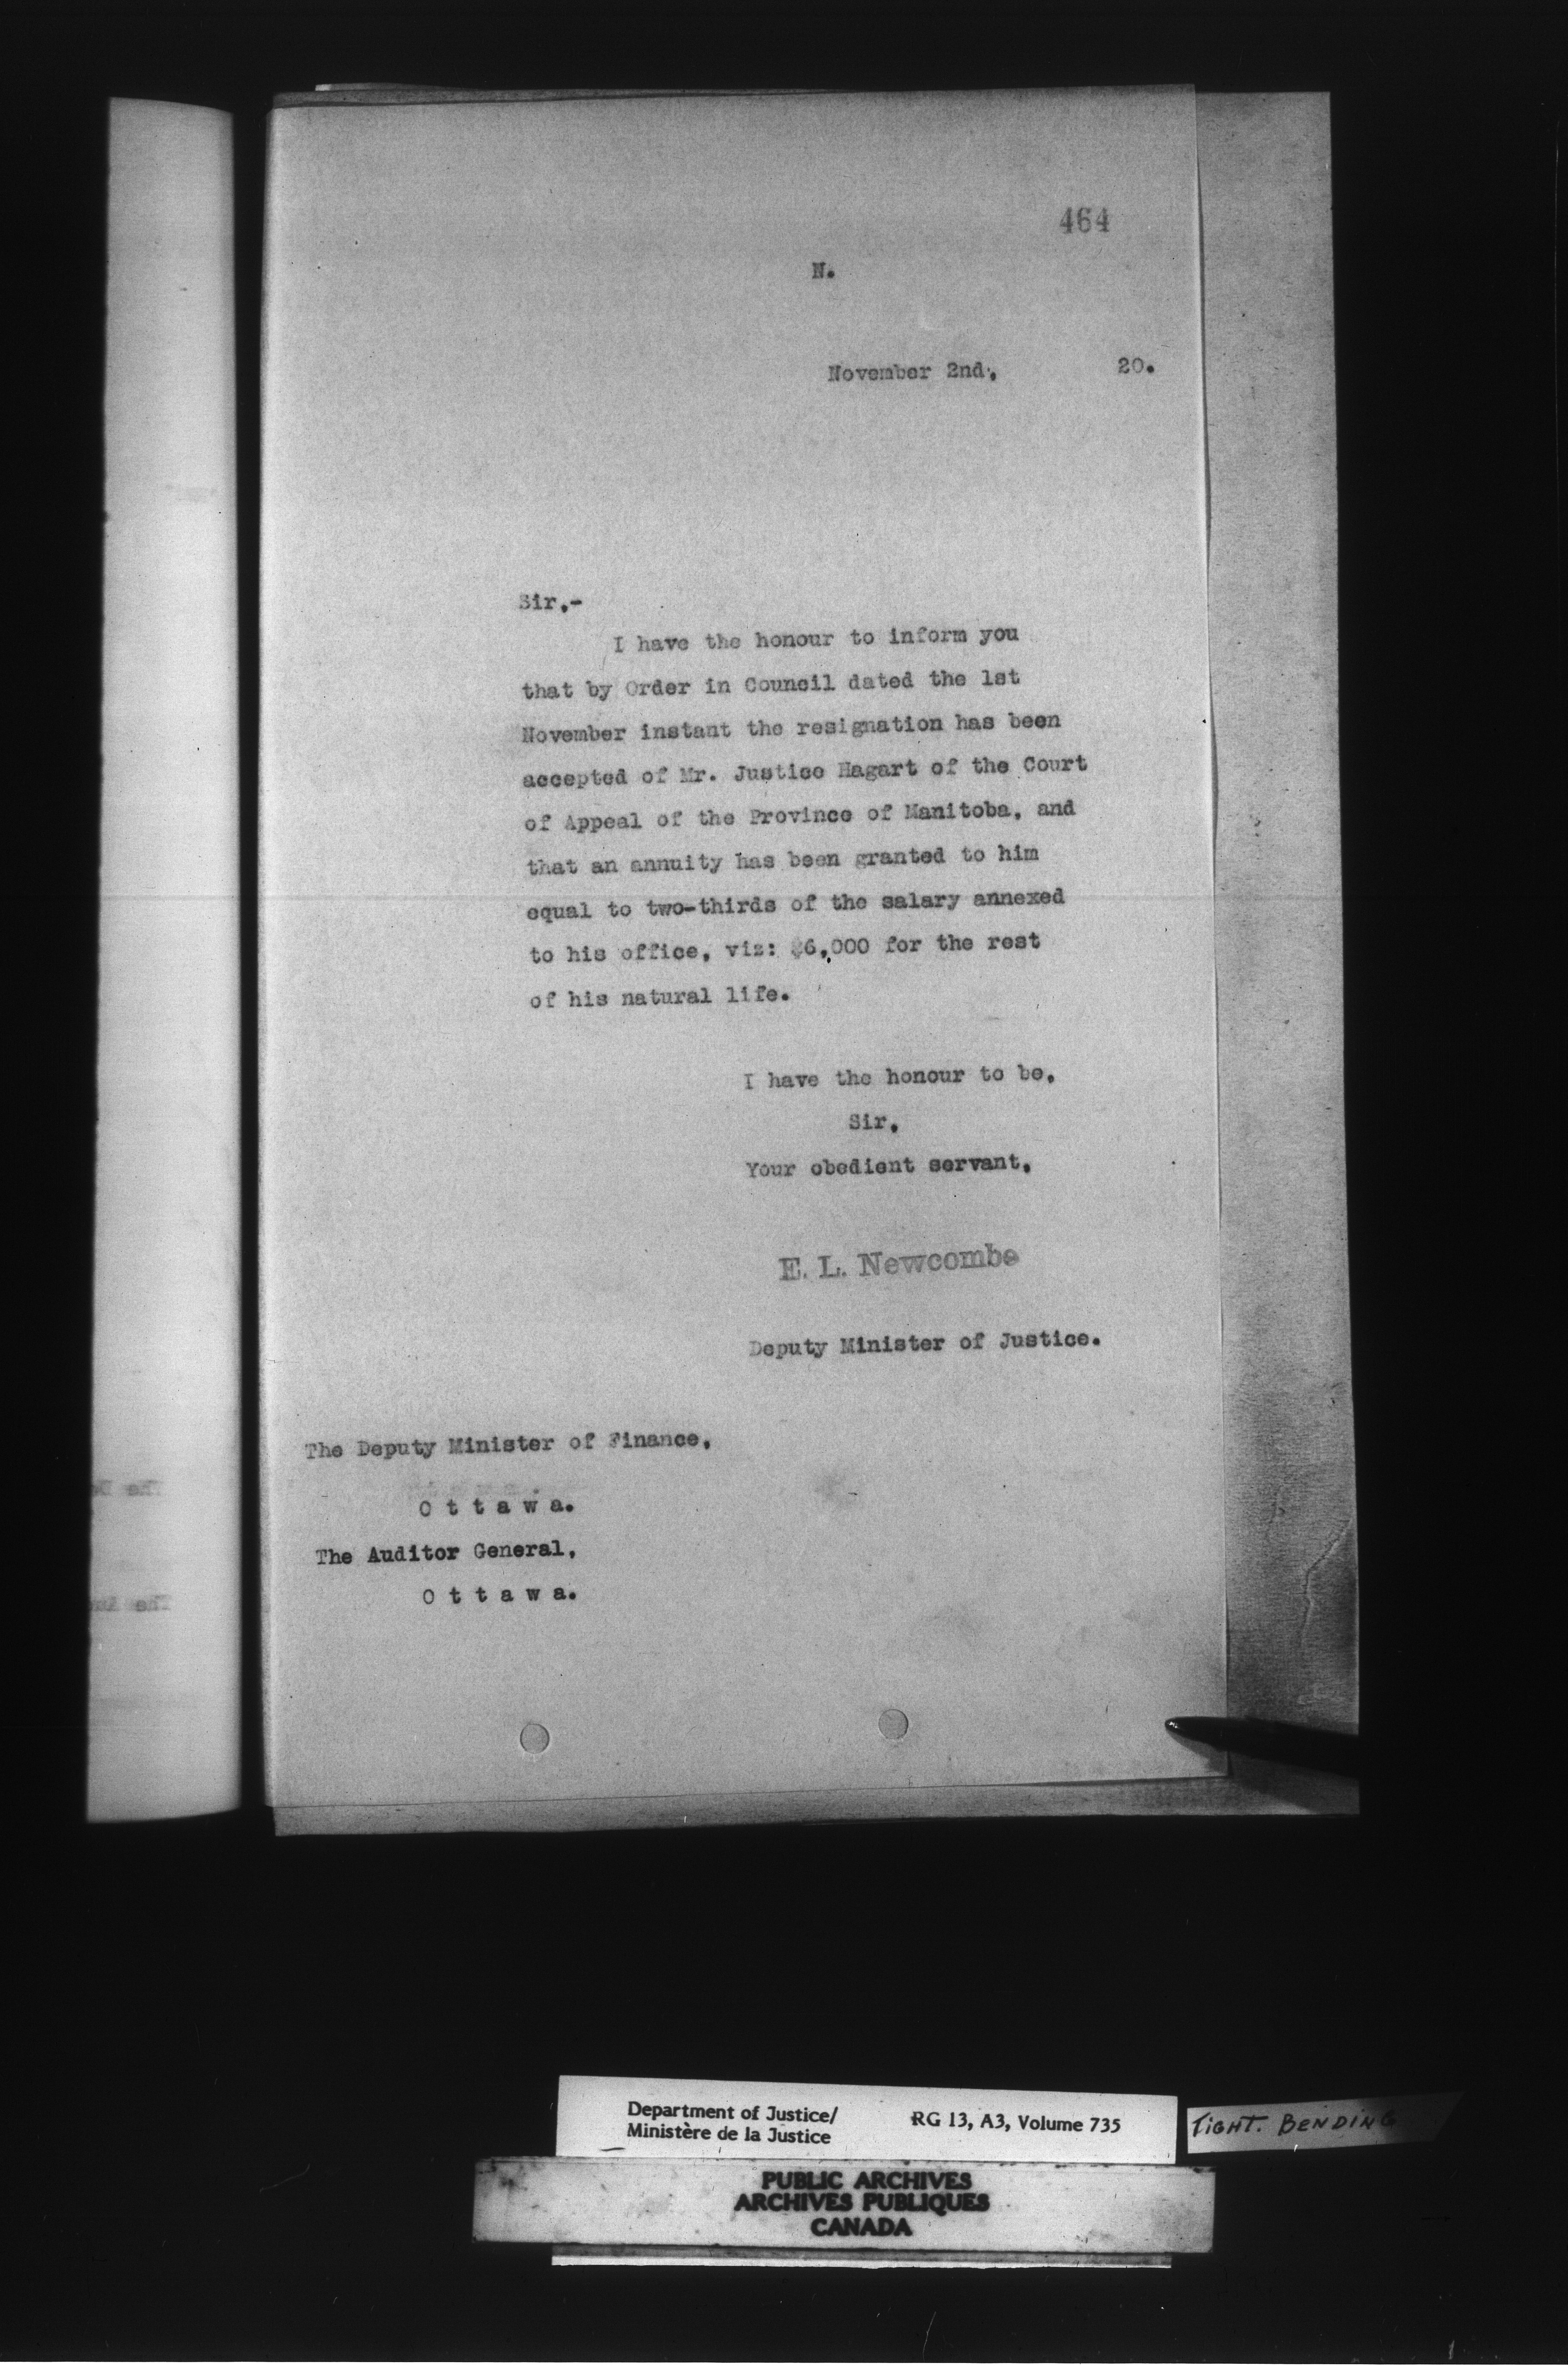 464
N.
November 2nd, 20.
Sir,-
I have the honour to inform you
that by Order in Council dated the 1st
November instant the resignation has been
accepted of Mr. Justice Hagart of the Court
of Appeal of the Province of Manitoba, and
that an annuity has been granted to him
equal to two-thirds of the salary annexed
to his office, viz: $6,000 for the rest
of his natural life.
I have the honour to be,
Sir,
Your obedient servant,
E. L. Newcombe
Deputy Minister of Justice.
The Deputy Minister of Finance,
O t t a w a.
The Auditor General,
O t t a w a.
Department of Justice/
Ministère de la Justice
RG 13, A3, Volume 735
TIGHT. BENDING
PUBLIC ARCHIVES
ARCHIVES PUBLIQUES
CANADA